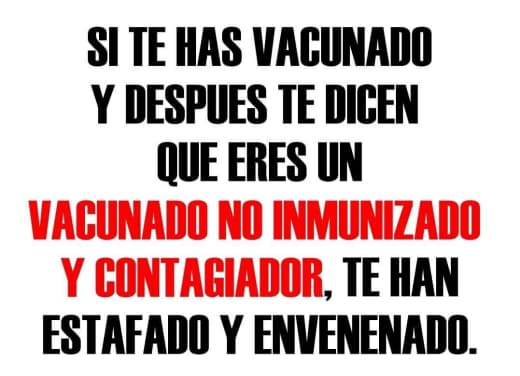 SI TE HAS VACUNADO
Y DESPUES TE DICEN
QUE ERES UN
VACUNADO NO INMUNIZADO
Y CONTAGIADOR, TE HAN
ESTAFADO Y ENVENENADO.